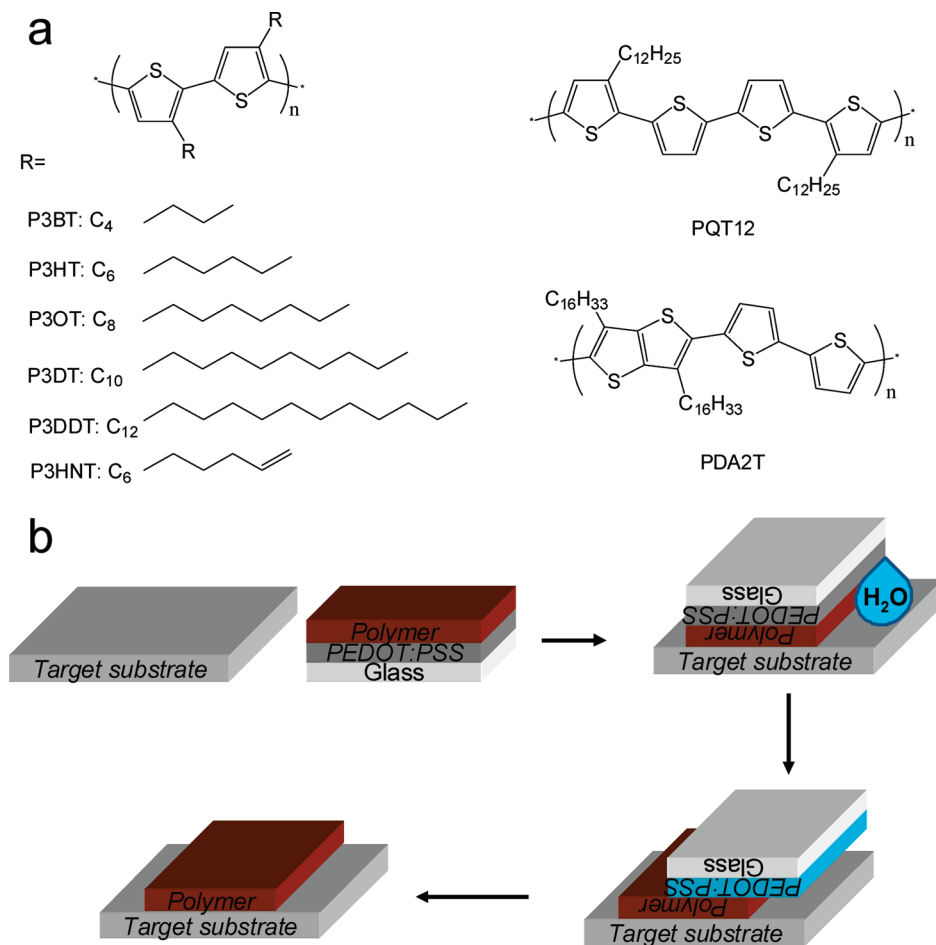 a
R
S
S
n
R
R=
P3BT: C₄
P3HT: C₆
P3OT: C₈
P3DT: C₁₀
P3DDT: C₁₂
P3HNT: C₆
C₁₂H₂₅
S
S
S
S
n
C₁₂H₂₅
PQT12
C₁₆H₃₃
S
S
S
S
n
C₁₆H₃₃
PDA2T
b
Target substrate
Polymer
PEDOT:PSS
Glass
Glass
PEDOT:PSS
Polymer
H₂O
Target substrate
Glass
PEDOT:PSS
Polymer
Target substrate
Polymer
Target substrate